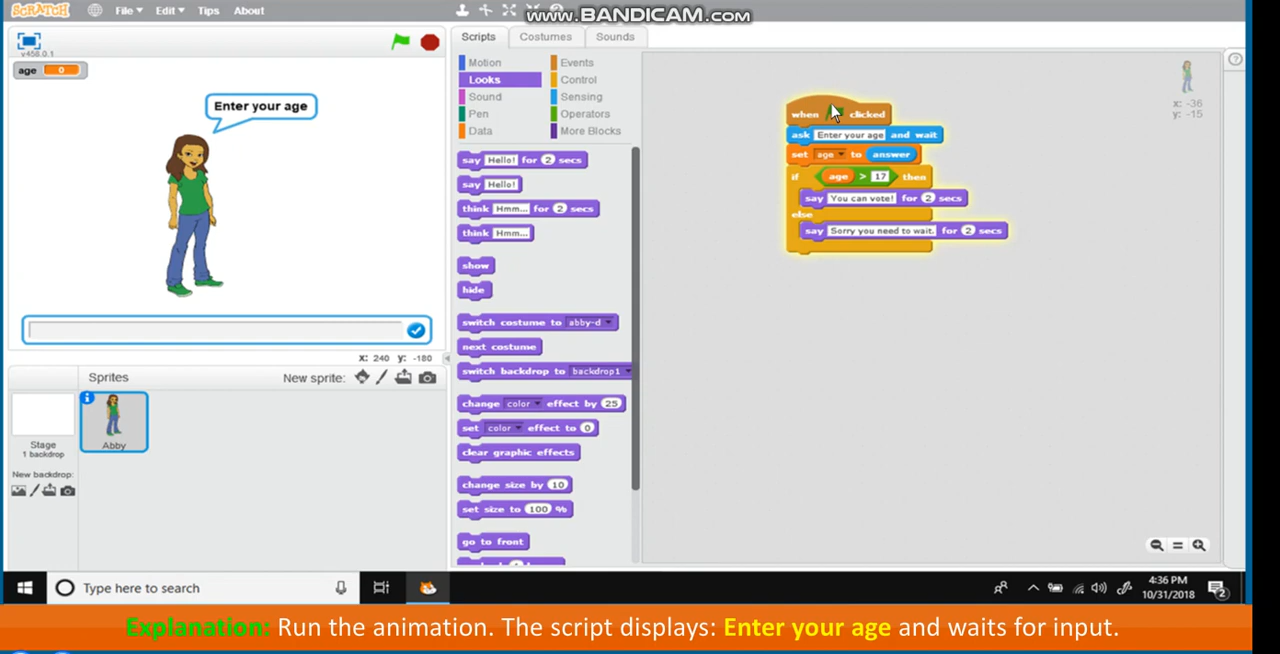 www.BANDICAM.com
SCRATCH File Edit Tips About
v458.0.1
age 0
Enter your age
x: 240 y: -180
Sprites New sprite:
Stage
1 backdrop
New backdrop:
Abby
Scripts Costumes Sounds
Motion Events
Looks Control
Sound Sensing
Pen Operators
Data More Blocks
say Hello! for 2 secs
say Hello!
think Hmm... for 2 secs
think Hmm...
show
hide
switch costume to abby-d
next costume
switch backdrop to backdrop1
change color effect by 25
set color effect to 0
clear graphic effects
change size by 10
set size to 100 %
go to front
when clicked
ask Enter your age and wait
set age to answer
if age > 17 then
say You can vote! for 2 secs
else
say Sorry you need to wait. for 2 secs
x: -36
y: -15
Type here to search
4:36 PM
10/31/2018
2
Explanation: Run the animation. The script displays: Enter your age and waits for input.